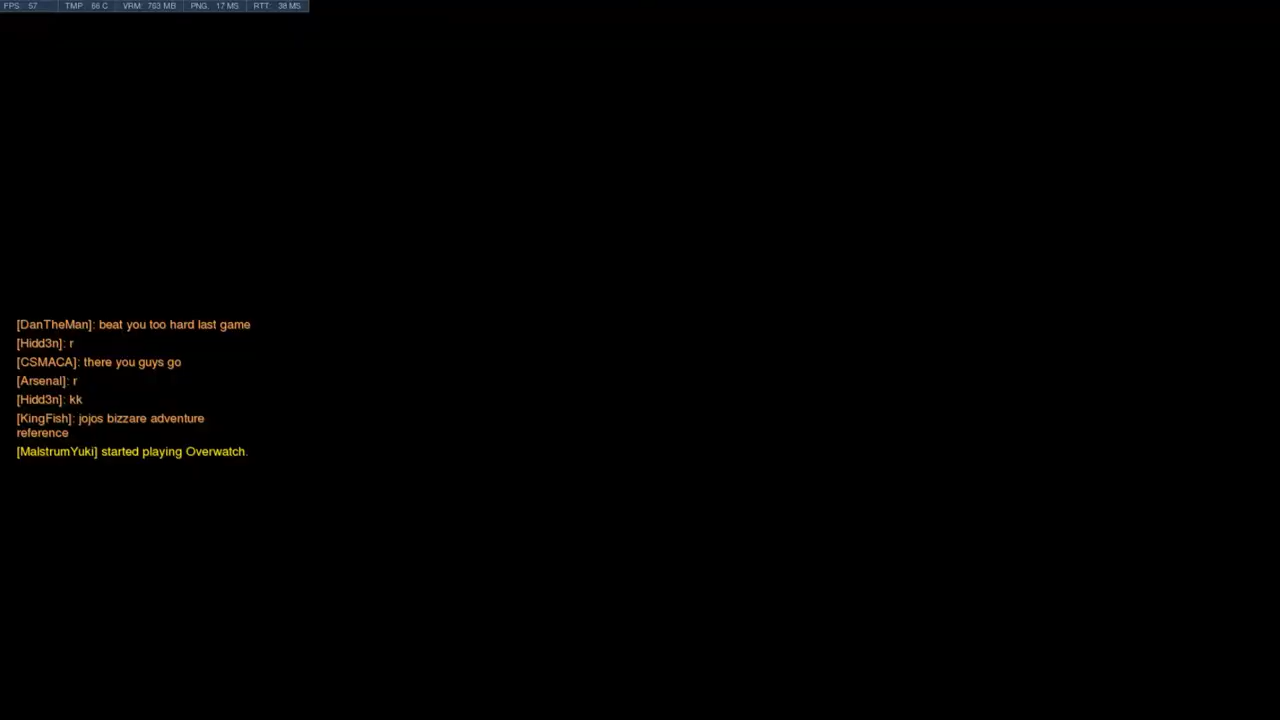 FPS: 57 TMP: 66 C VRM: 763 MB PNG: 17 MS RTT: 38 MS
[DanTheMan]: beat you too hard last game
[Hidd3n]: r
[CSMACA]: there you guys go
[Arsenal]: r
[Hidd3n]: kk
[KingFish]: jojos bizzare adventure
reference
[MalstrumYuki] started playing Overwatch.